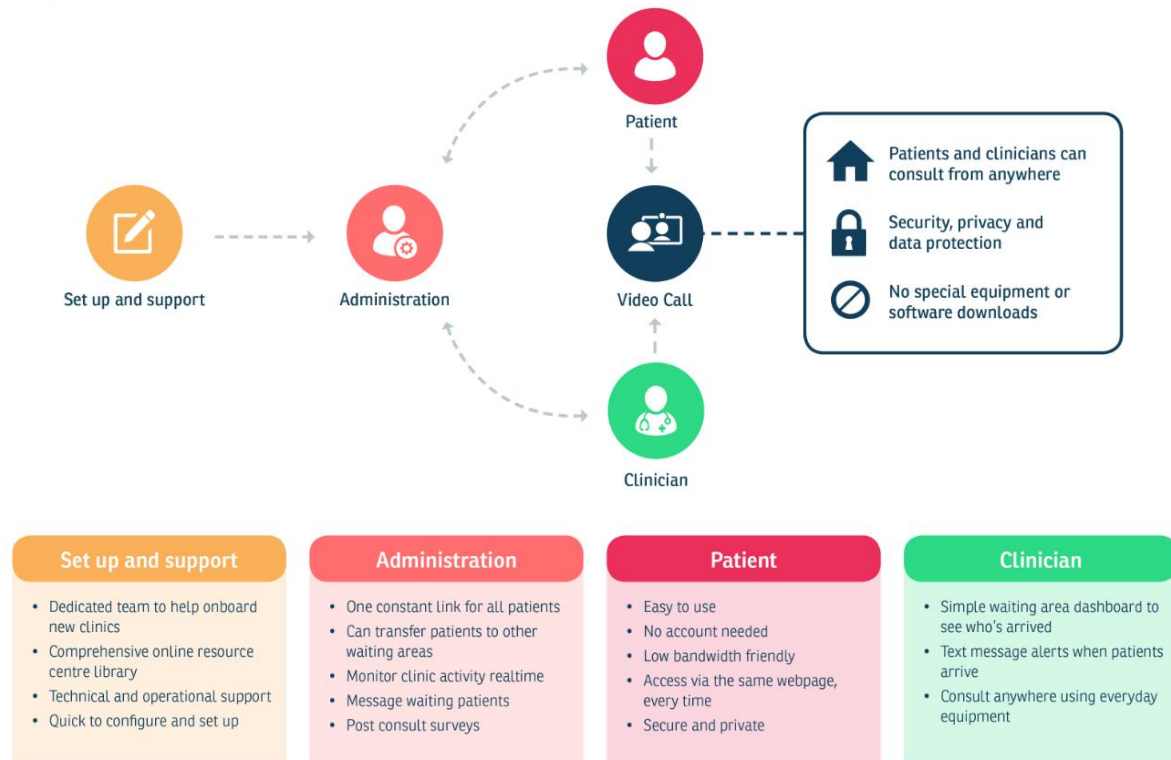 Patient
Patients and clinicians can
consult from anywhere
Security, privacy and
data protection
No special equipment or
software downloads
Set up and support
Administration
Video Call
Clinician
Set up and support
• Dedicated team to help onboard
new clinics
• Comprehensive online resource
centre library
• Technical and operational support
• Quick to configure and set up
Administration
• One constant link for all patients
• Can transfer patients to other
waiting areas
• Monitor clinic activity realtime
• Message waiting patients
• Post consult surveys
Patient
• Easy to use
• No account needed
• Low bandwidth friendly
• Access via the same webpage,
every time
• Secure and private
Clinician
• Simple waiting area dashboard to
see who's arrived
• Text message alerts when patients
arrive
• Consult anywhere using everyday
equipment